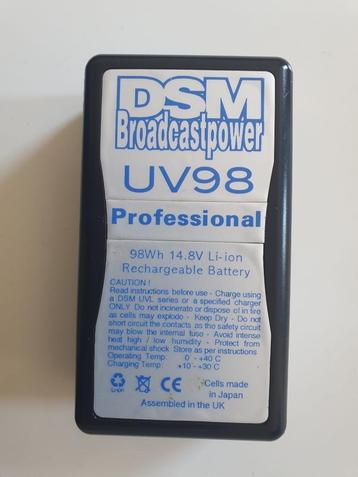 DSM
Broadcastpower
UV98
Professional
98Wh 14.8V Li-ion
Rechargeable Battery
CAUTION !
Read instructions before use - Charge using
a DSM UVL series or a specified charger
ONLY Do not incinerate or dispose of in fire
as cells may explode - Keep Dry - Do not
short circuit the contacts as the safety circuit
may blow the internal fuse - Avoid intense
heat high / low humidity - Protect from
mechanical shock Store as per instructions
Operating Temp: 0 - +40 C
Charging Temp: +10 - +30 C
Li-ion
CE
Cells made
in Japan
Assembled in the UK